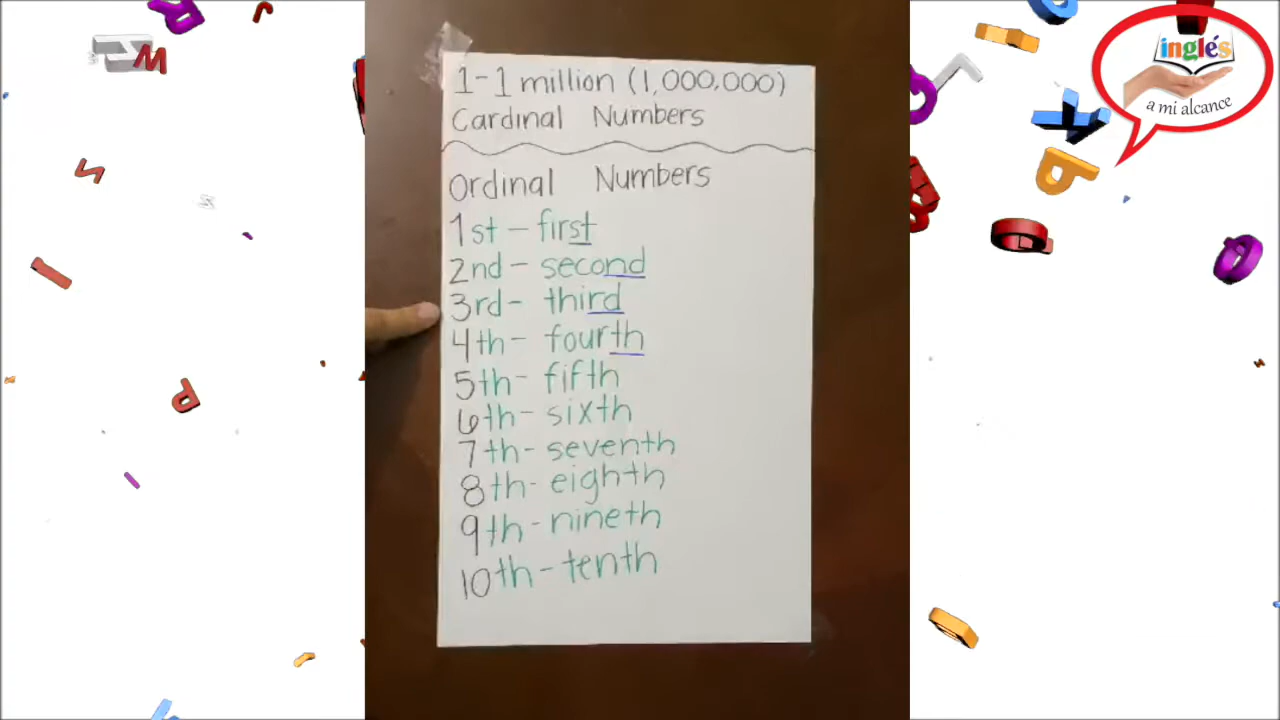 1-1 million (1,000,000)
Cardinal Numbers
Ordinal Numbers
1st - first
2nd - second
3rd - third
4th - fourth
5th - fifth
6th - sixth
7th - seventh
8th - eighth
9th - nineth
10th - tenth
inglés
a mi alcance